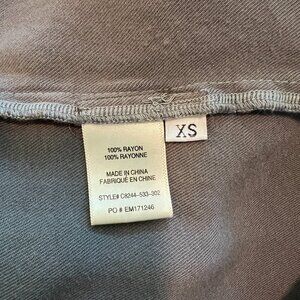 100% RAYON
100% RAYONNE
MADE IN CHINA
FABRIQUÉ EN CHINE
STYLE# C8244-533-302
PO # EM171246
XS